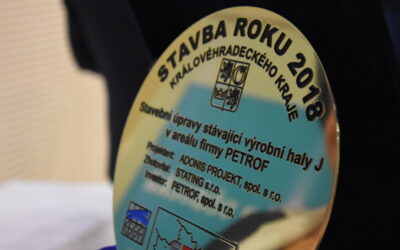 STAVBA ROKU 2018
KRÁLOVÉHRADECKÉHO KRAJE
Stavební úpravy stávající výrobní haly J
v areálu firmy PETROF
Projektant: ADONIS PROJEKT, spol. s r.o.
Zhotovitel: STATING s.r.o.
Investor: PETROF, spol. s r.o.